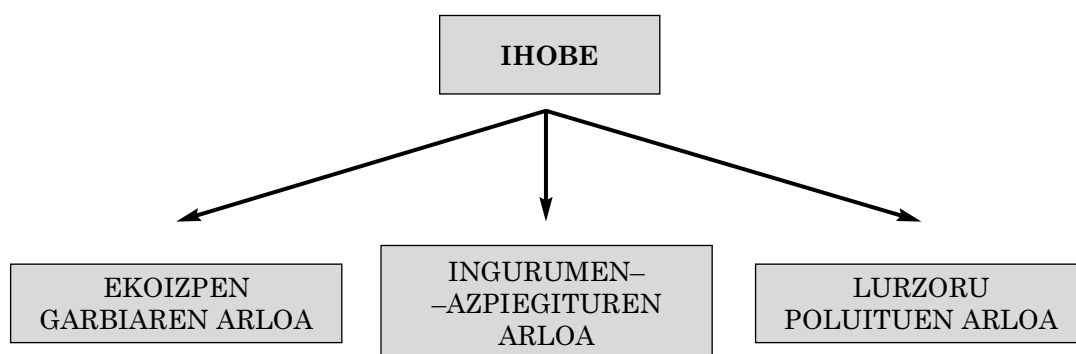 IHOBE
EKOIZPEN
GARBIAREN ARLOA
INGURUMEN–
–AZPIEGITUREN
ARLOA
LURZORU
POLUITUEN ARLOA